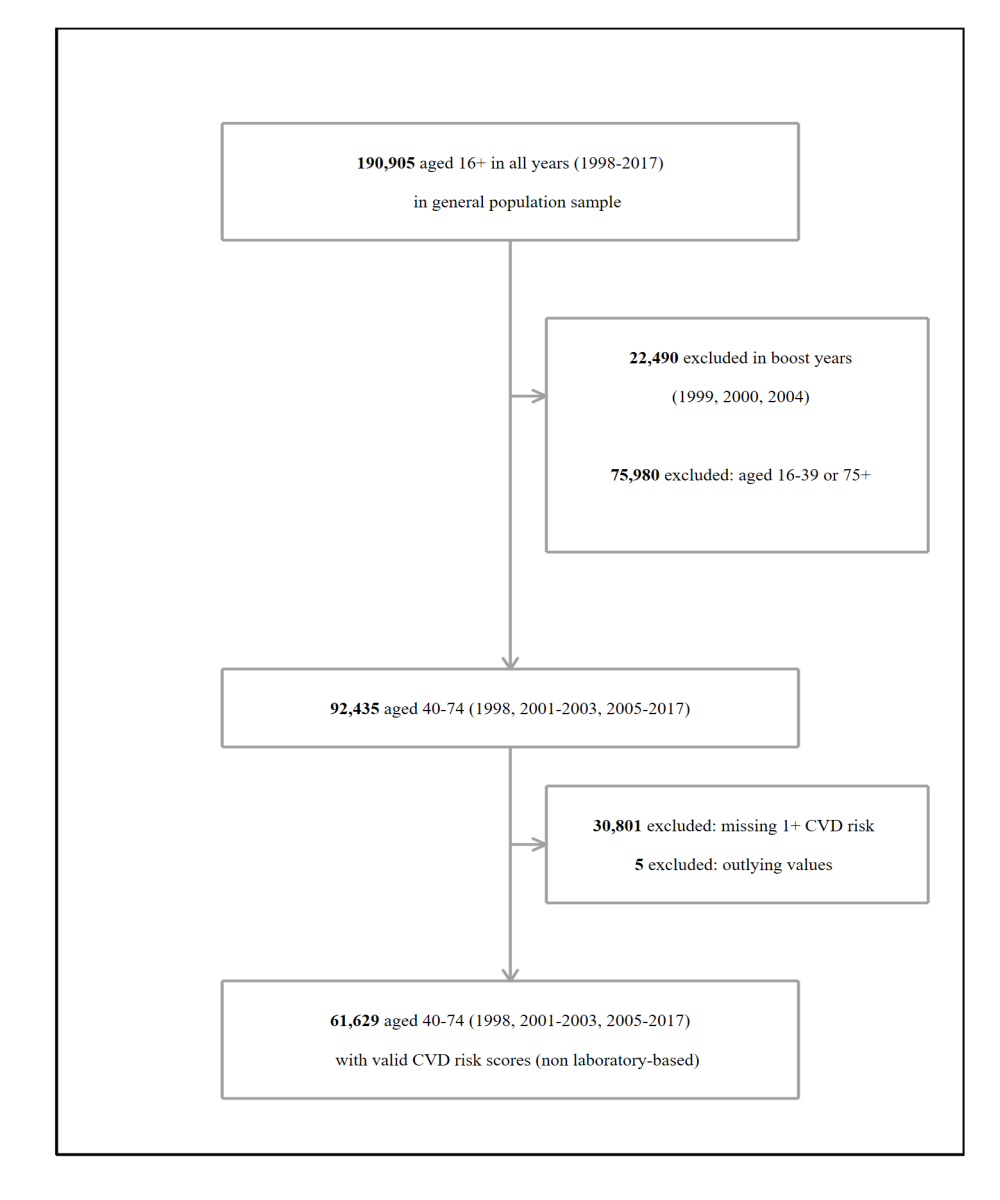 190,905 aged 16+ in all years (1998-2017)
in general population sample
22,490 excluded in boost years
(1999, 2000, 2004)
75,980 excluded: aged 16-39 or 75+
92,435 aged 40-74 (1998, 2001-2003, 2005-2017)
30,801 excluded: missing 1+ CVD risk
5 excluded: outlying values
61,629 aged 40-74 (1998, 2001-2003, 2005-2017)
with valid CVD risk scores (non laboratory-based)